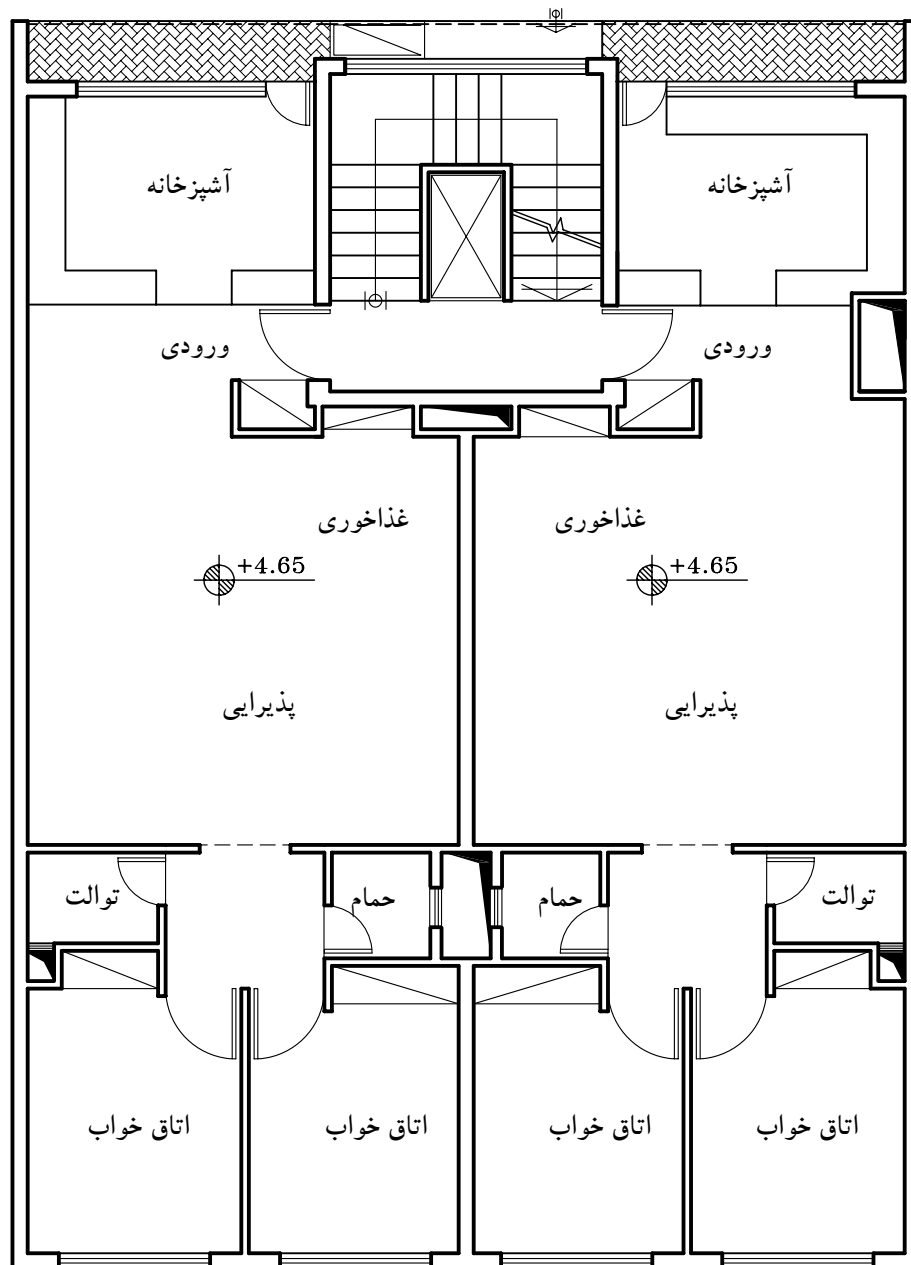 آشپزخانه
آشپزخانه
ورودی
ورودی
غذاخوری
غذاخوری
+4.65
+4.65
پذیرایی
پذیرایی
توالت
حمام
حمام
توالت
اتاق خواب
اتاق خواب
اتاق خواب
اتاق خواب